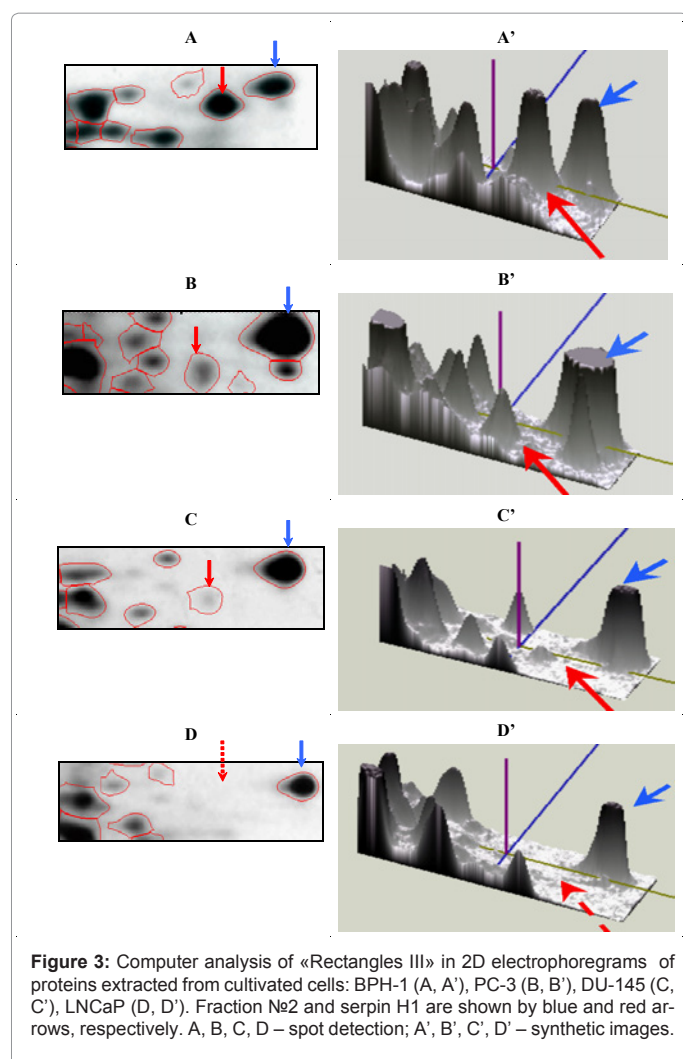 A
A’
B
B’
C
C’
D
D’
Figure 3: Computer analysis of «Rectangles III» in 2D electrophoregrams of
proteins extracted from cultivated cells: BPH-1 (A, A’), PC-3 (B, B’), DU-145 (C,
C’), LNCaP (D, D’). Fraction №2 and serpin H1 are shown by blue and red ar-
rows, respectively. A, B, C, D – spot detection; A’, B’, C’, D’ – synthetic images.